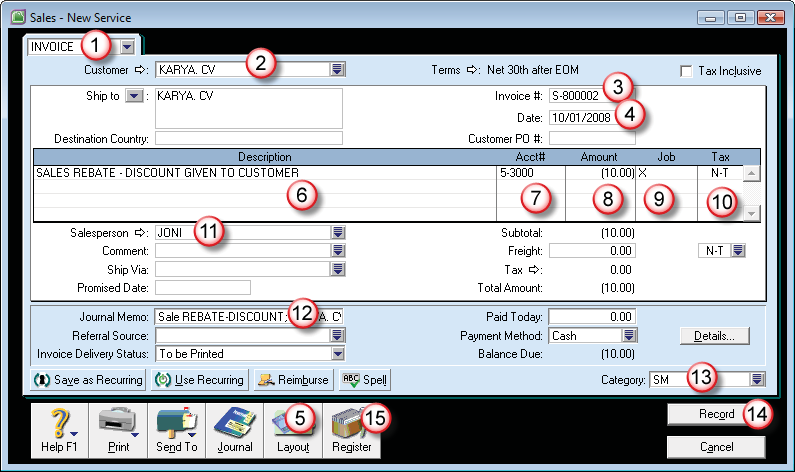 Sales - New Service
INVOICE 1
Customer : KARYA. CV 2 Terms : Net 30th after EOM Tax Inclusive
Ship to : KARYA. CV Invoice #: S-800002 3
Date: 10/01/2008 4
Destination Country: Customer PO #:
Description Acct# Amount Job Tax
SALES REBATE - DISCOUNT GIVEN TO CUSTOMER 5-3000 (10.00) X N-T
6 7 8 9 10
Salesperson : JONI 11 Subtotal: (10.00)
Comment: Freight: 0.00 N-T
Ship Via: Tax : 0.00
Promised Date: Total Amount: (10.00)
Journal Memo: Sale REBATE-DISCOUNT; 12 A. CV Paid Today: 0.00
Referral Source: Payment Method: Cash Details...
Invoice Delivery Status: To be Printed Balance Due: (10.00)
Save as Recurring Use Recurring Reimburse ABC Spell Category: SM 13
5 15 Record 14
Help F1 Print Send To Journal Layout Register Cancel